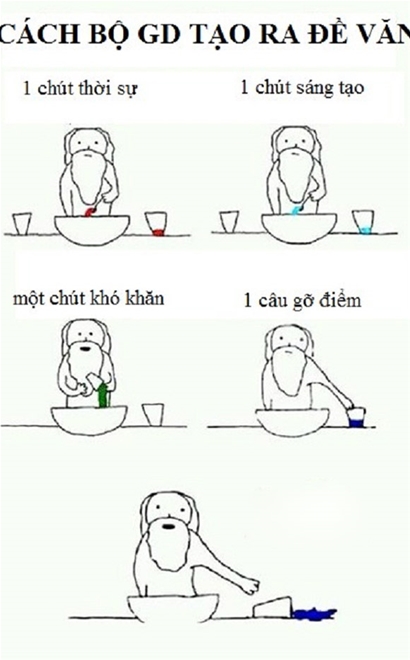 CÁCH BỘ GD TẠO RA ĐỀ VĂN
1 chút thời sự
1 chút sáng tạo
một chút khó khăn
1 câu gỡ điểm